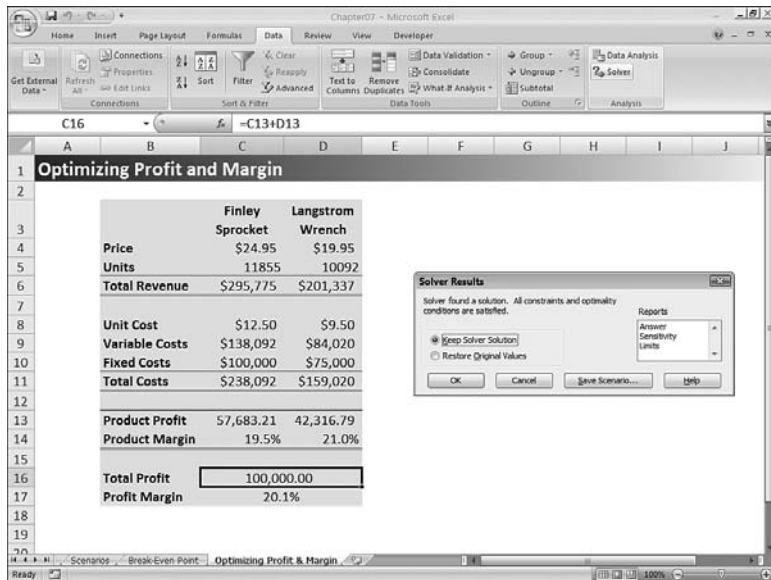 Chapter07 - Microsoft Excel
Home Insert Page Layout Formulas Data Review View Developer
Get External Data
Refresh All
Connections
Properties
Edit Links
Connections
Sort
Filter
Clear
Reapply
Advanced
Sort & Filter
Text to Columns
Remove Duplicates
Data Validation
Consolidate
What-If Analysis
Data Tools
Group
Ungroup
Subtotal
Outline
Data Analysis
Solver
Analysis
C16 fx =C13+D13
A B C D E F G H I J
1 Optimizing Profit and Margin
2
3 Finley Sprocket Langstrom Wrench
4 Price $24.95 $19.95
5 Units 11855 10092
6 Total Revenue $295,775 $201,337
7
8 Unit Cost $12.50 $9.50
9 Variable Costs $138,092 $84,020
10 Fixed Costs $100,000 $75,000
11 Total Costs $238,092 $159,020
12
13 Product Profit 57,683.21 42,316.79
14 Product Margin 19.5% 21.0%
15
16 Total Profit 100,000.00
17 Profit Margin 20.1%
18
19
20
Solver Results
Solver found a solution. All constraints and optimality
conditions are satisfied.
Reports
Keep Solver Solution
Restore Original Values
Answer
Sensitivity
Limits
OK Cancel Save Scenario... Help
Scenarios Break-Even Point Optimizing Profit & Margin
Ready 100%